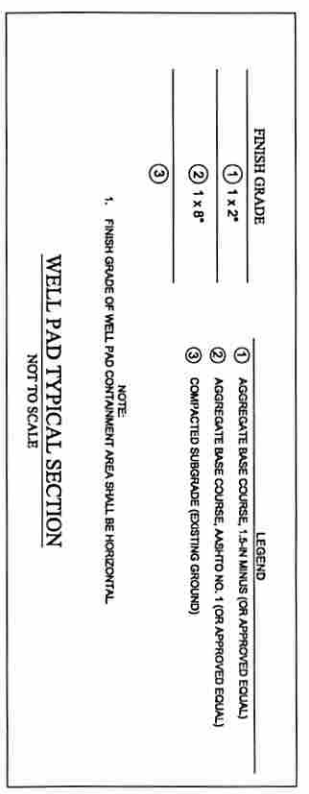 FINISH GRADE
① 1 x 2"
② 1 x 8"
③
LEGEND
① AGGREGATE BASE COURSE, 1.5-IN MINUS (OR APPROVED EQUAL)
② AGGREGATE BASE COURSE, AASHTO NO. 1 (OR APPROVED EQUAL)
③ COMPACTED SUBGRADE (EXISTING GROUND)
NOTE:
1. FINISH GRADE OF WELL PAD CONTAINMENT AREA SHALL BE HORIZONTAL
WELL PAD TYPICAL SECTION
NOT TO SCALE